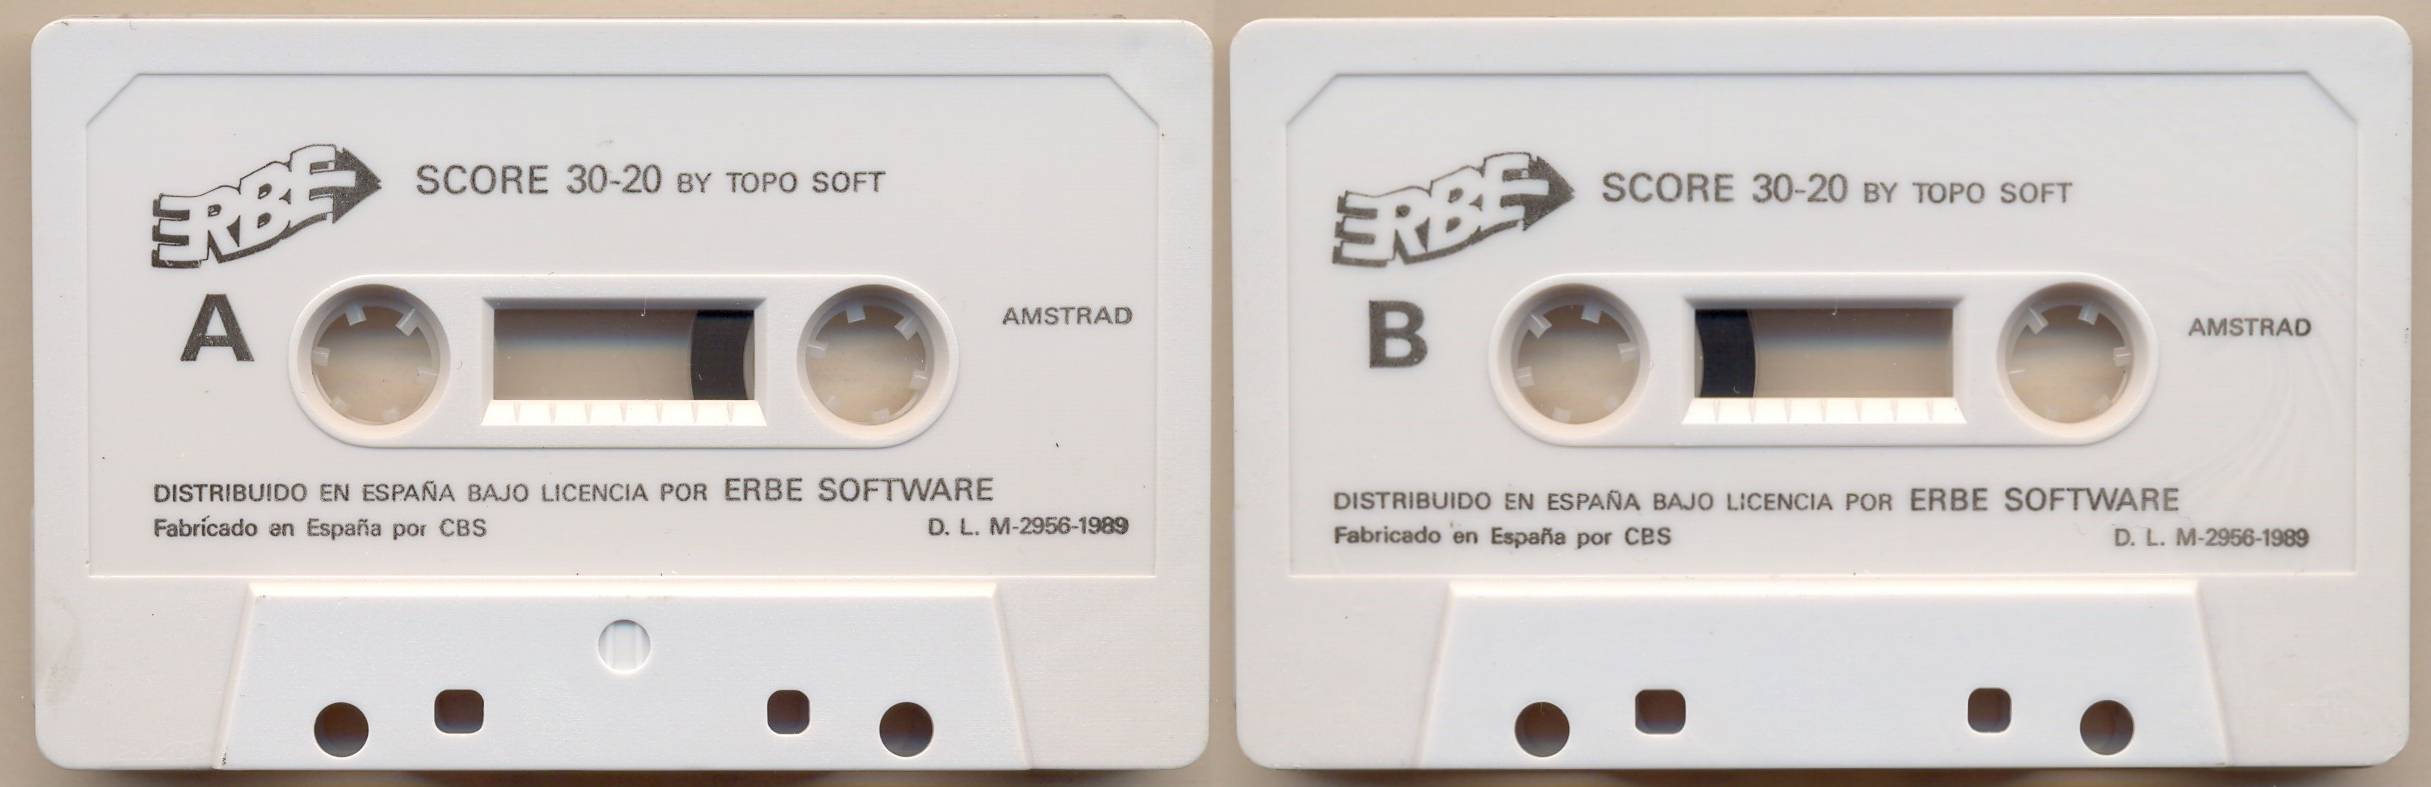 ERBE
SCORE 30-20 BY TOPO SOFT
A
AMSTRAD
DISTRIBUIDO EN ESPAÑA BAJO LICENCIA POR ERBE SOFTWARE
Fabricado en España por CBS
D. L. M-2956-1989
ERBE
SCORE 30-20 BY TOPO SOFT
B
AMSTRAD
DISTRIBUIDO EN ESPAÑA BAJO LICENCIA POR ERBE SOFTWARE
Fabricado en España por CBS
D. L. M-2956-1989